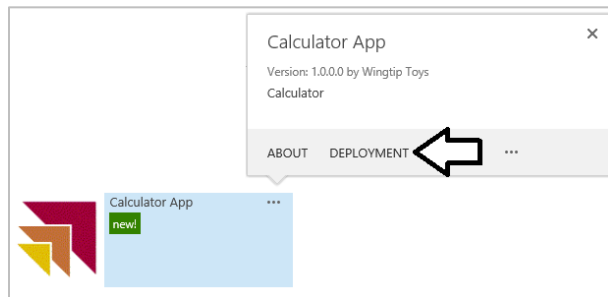 Calculator App
Version: 1.0.0.0 by Wingtip Toys
Calculator
ABOUT DEPLOYMENT ...
Calculator App ...
new!